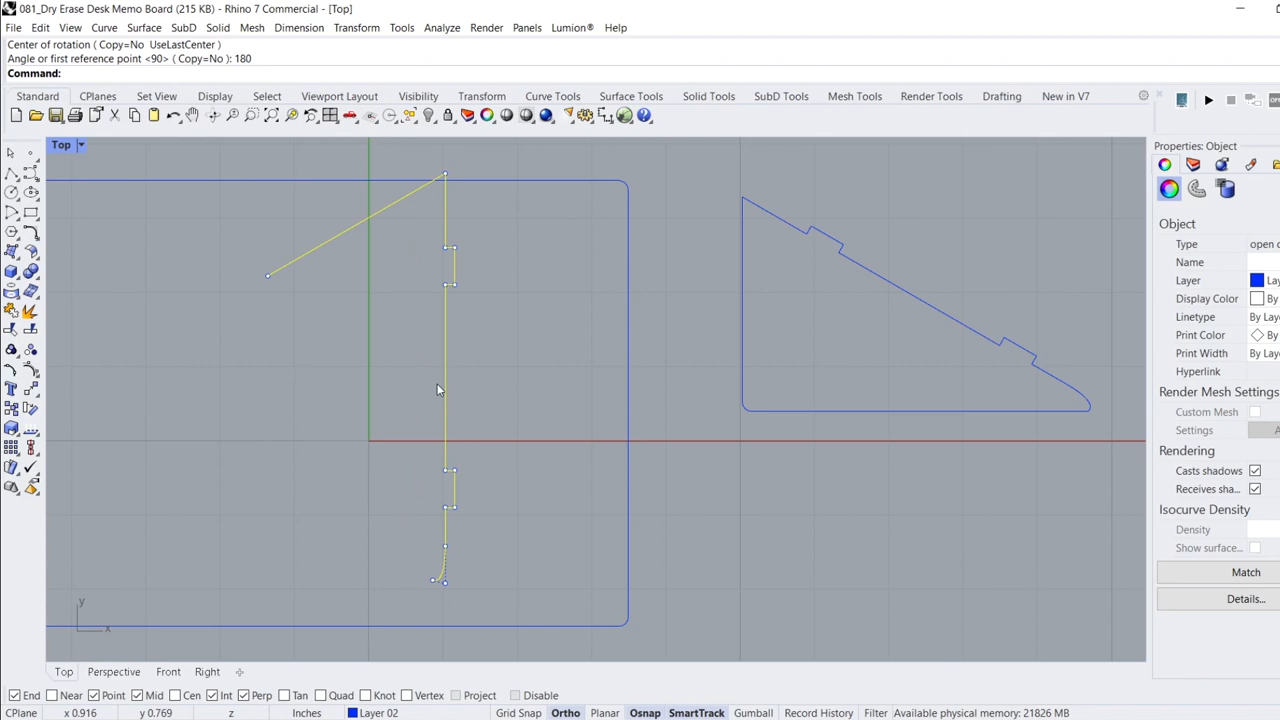 081_Dry Erase Desk Memo Board (215 KB) - Rhino 7 Commercial - [Top]
File Edit View Curve Surface SubD Solid Mesh Dimension Transform Tools Analyze Render Panels Lumion® Help
Center of rotation ( Copy=No UseLastCenter )
Angle or first reference point <90> ( Copy=No ): 180
Command:
Standard CPlanes Set View Display Select Viewport Layout Visibility Transform Curve Tools Surface Tools Solid Tools SubD Tools Mesh Tools Render Tools Drafting New in V7
Top
Properties: Object
Object
Type open c
Name
Layer Lay
Display Color By
Linetype By Laye
Print Color By
Print Width By Laye
Hyperlink
Render Mesh Settings
Custom Mesh
Settings A
Rendering
Casts shadows
Receives sha...
Isocurve Density
Density
Show surface...
Match
Details...
y
x
Top Perspective Front Right
End Near Point Mid Cen Int Perp Tan Quad Knot Vertex Project Disable
CPlane x 0.916 y 0.769 z Inches Layer 02 Grid Snap Ortho Planar Osnap SmartTrack Gumball Record History Filter Available physical memory: 21826 MB